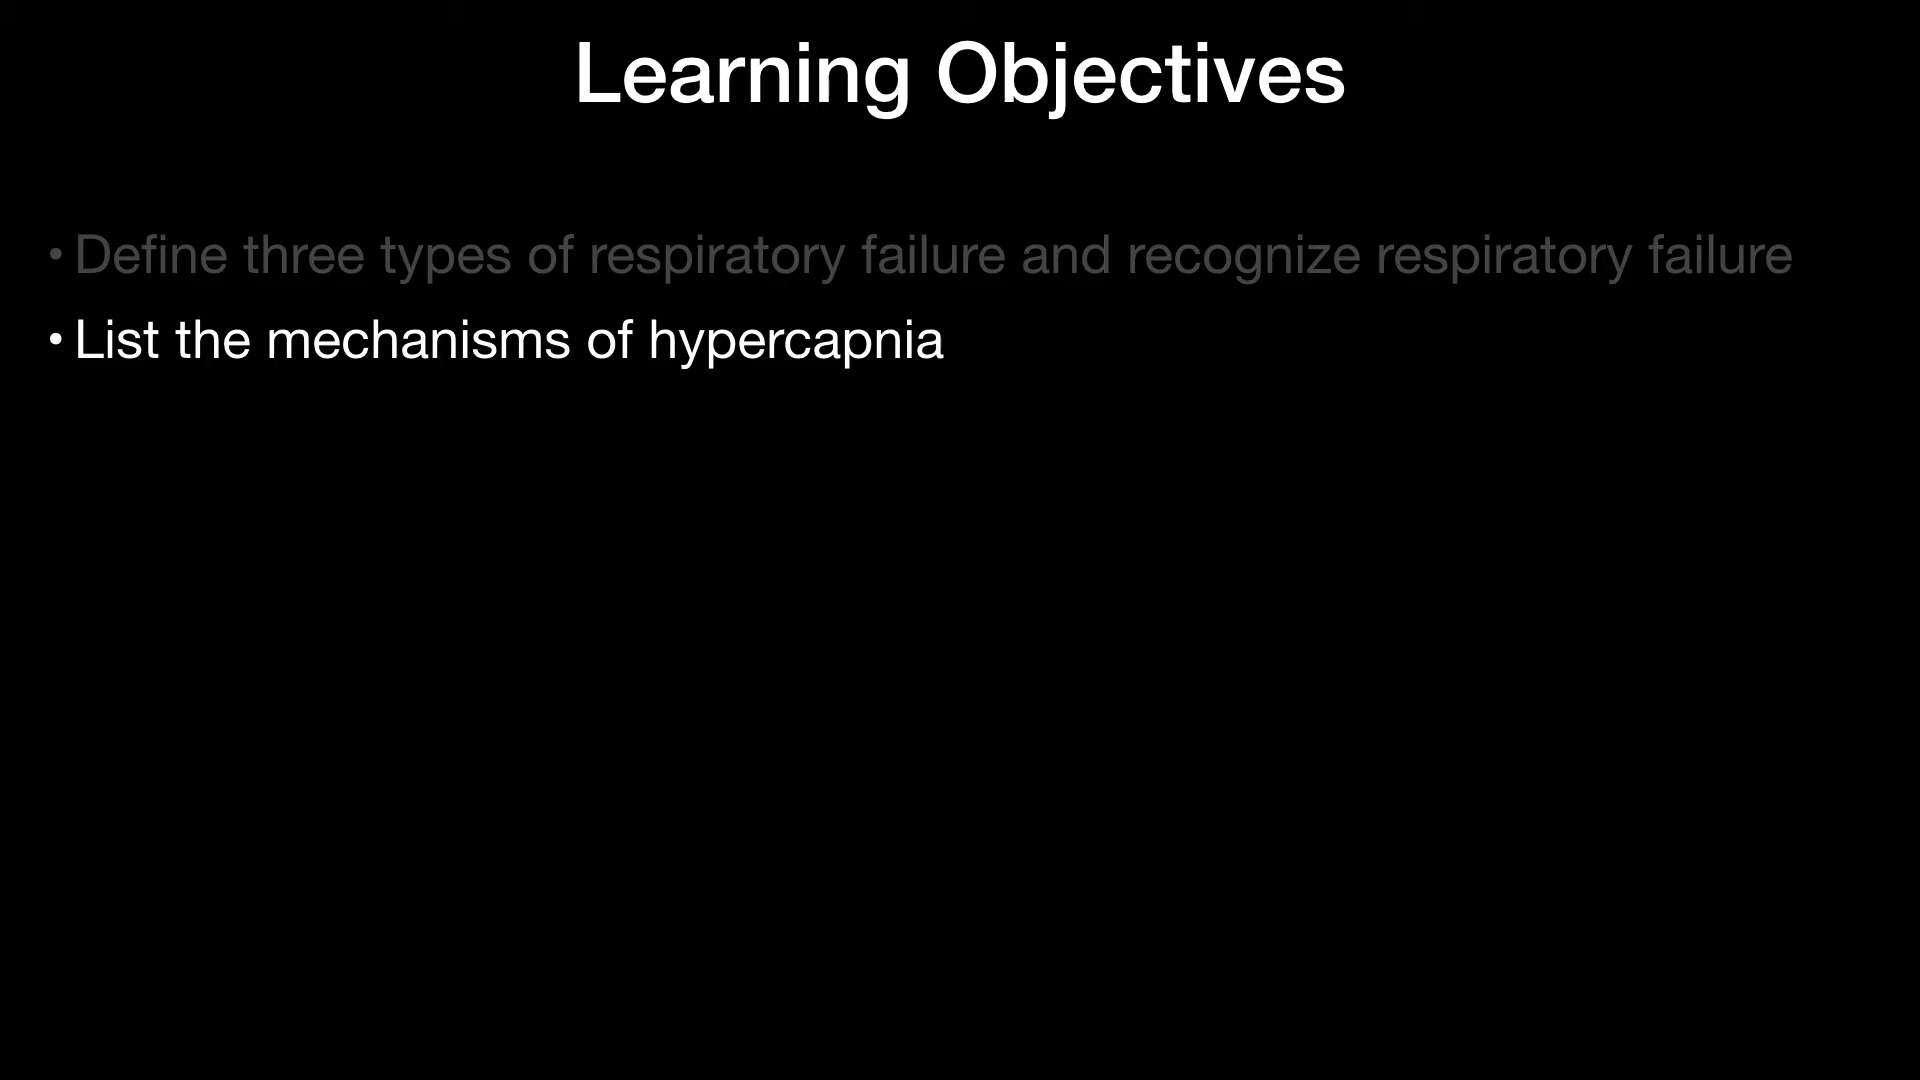 Learning Objectives
• Define three types of respiratory failure and recognize respiratory failure
• List the mechanisms of hypercapnia